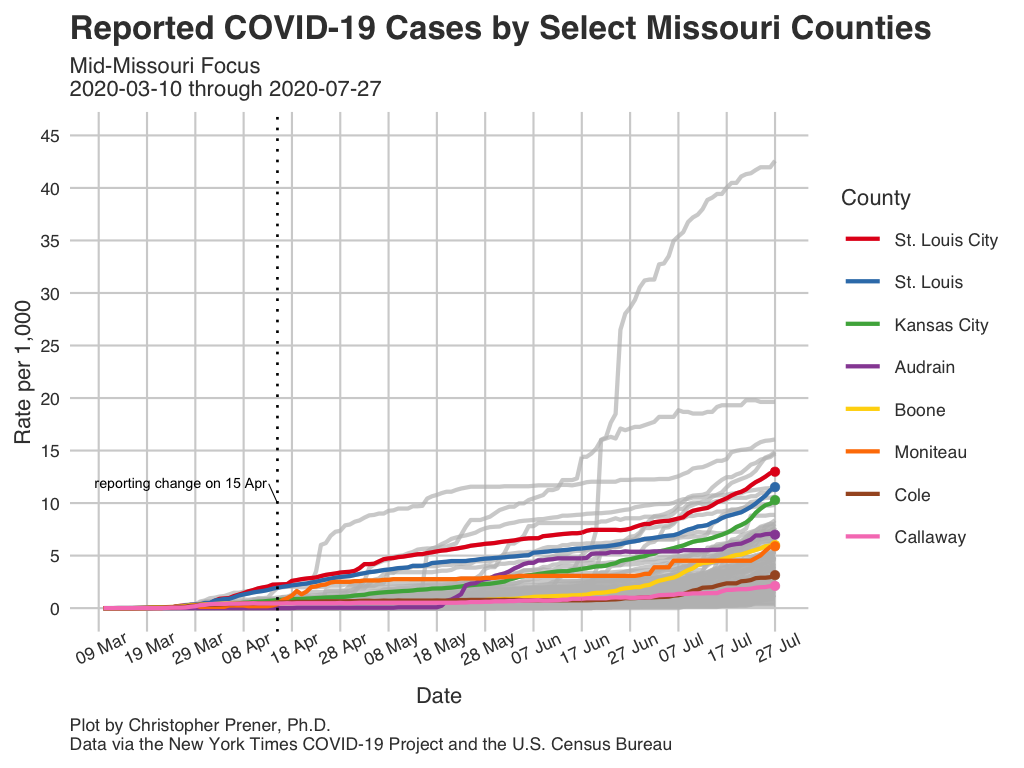 Reported COVID-19 Cases by Select Missouri Counties
Mid-Missouri Focus
2020-03-10 through 2020-07-27
Rate per 1,000
45
40
35
30
25
20
15
10
5
0
reporting change on 15 Apr
09 Mar
19 Mar
29 Mar
08 Apr
18 Apr
28 Apr
08 May
18 May
28 May
07 Jun
17 Jun
27 Jun
07 Jul
17 Jul
27 Jul
Date
County
St. Louis City
St. Louis
Kansas City
Audrain
Boone
Moniteau
Cole
Callaway
Plot by Christopher Prener, Ph.D.
Data via the New York Times COVID-19 Project and the U.S. Census Bureau